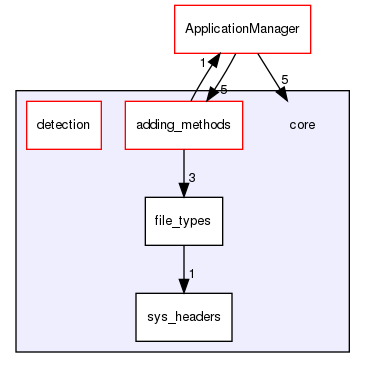 ApplicationManager
1
5
5
detection
adding_methods
core
3
file_types
1
sys_headers